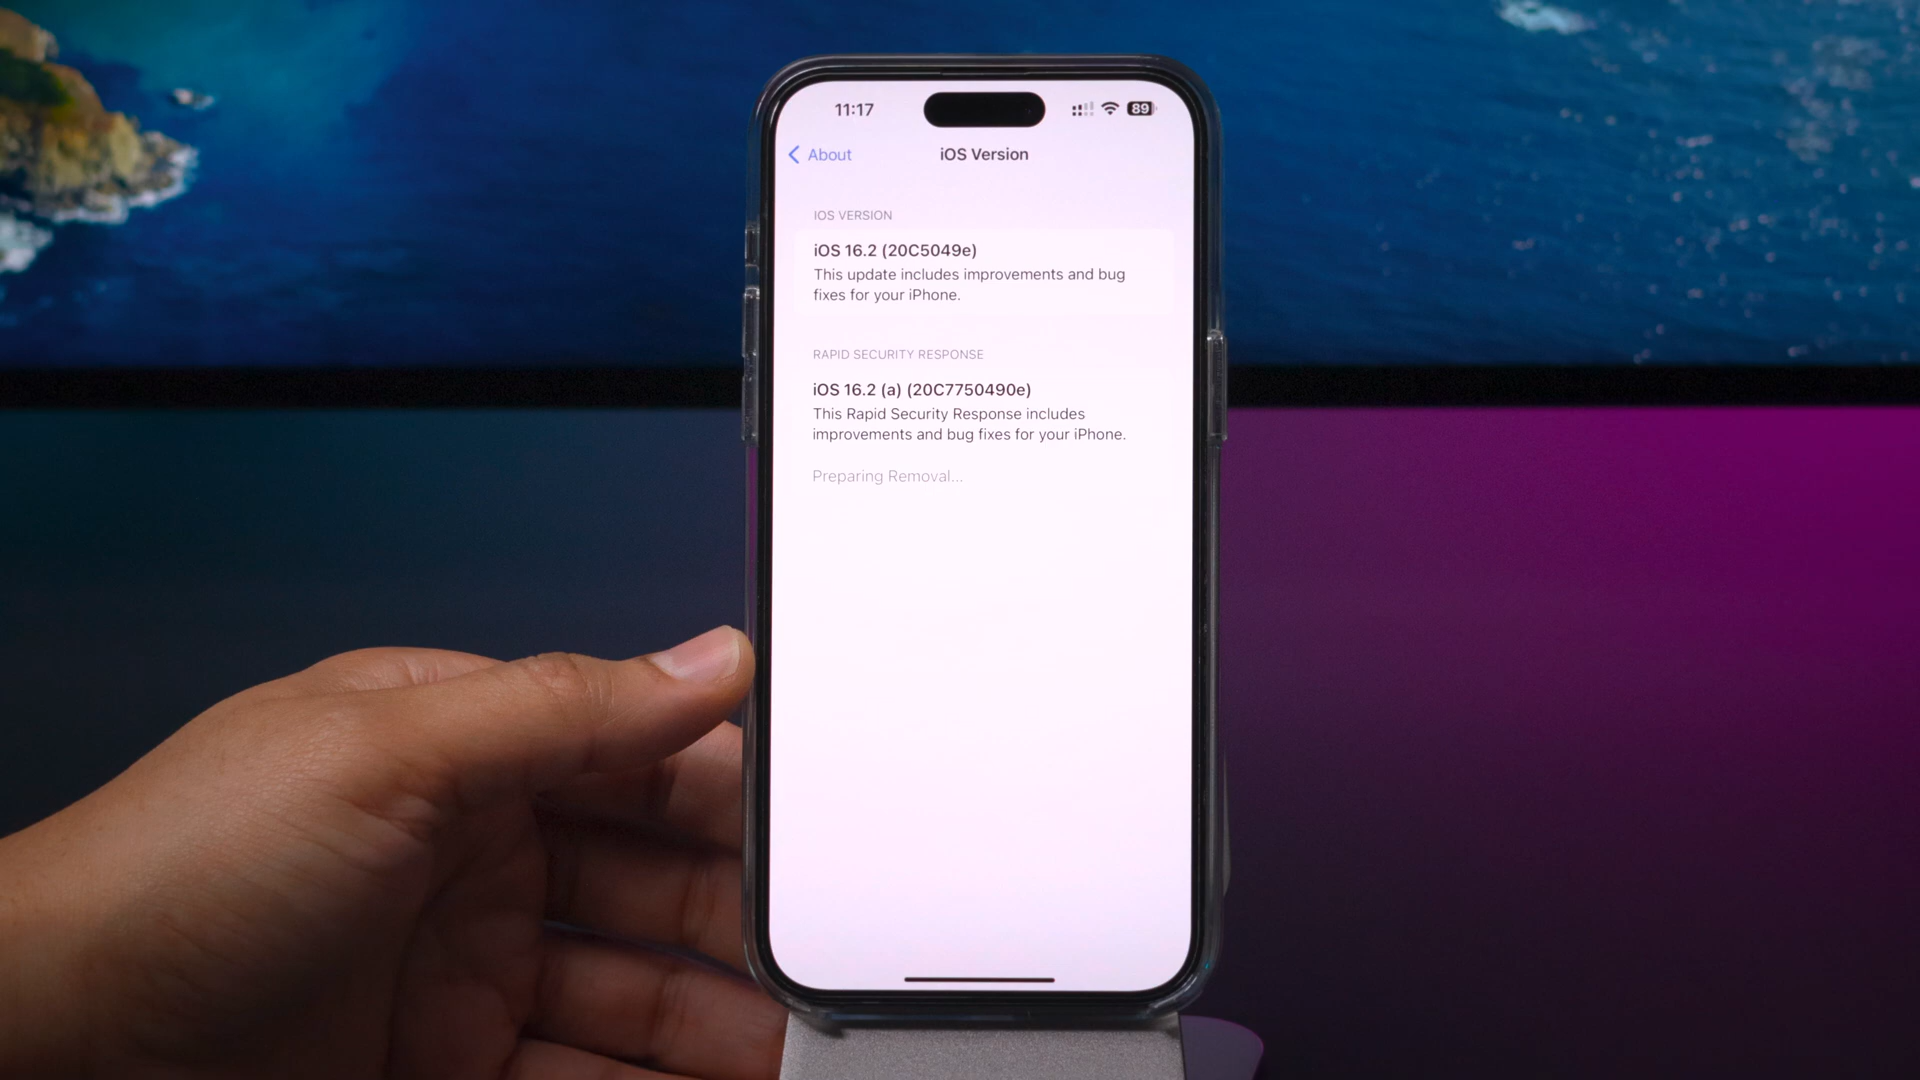 11:17
89
About
iOS Version
IOS VERSION
iOS 16.2 (20C5049e)
This update includes improvements and bug
fixes for your iPhone.
RAPID SECURITY RESPONSE
iOS 16.2 (a) (20C7750490e)
This Rapid Security Response includes
improvements and bug fixes for your iPhone.
Preparing Removal...